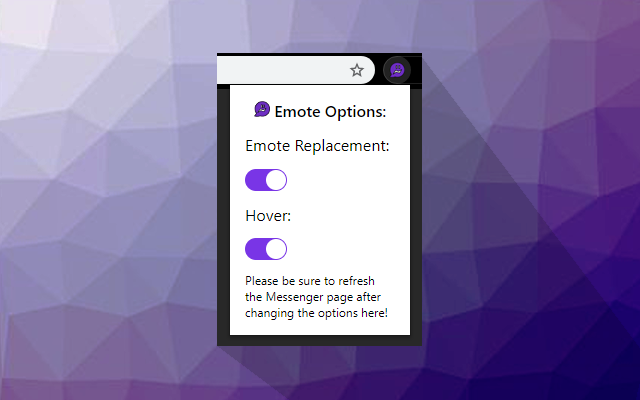 Emote Options:
Emote Replacement:
Hover:
Please be sure to refresh
the Messenger page after
changing the options here!